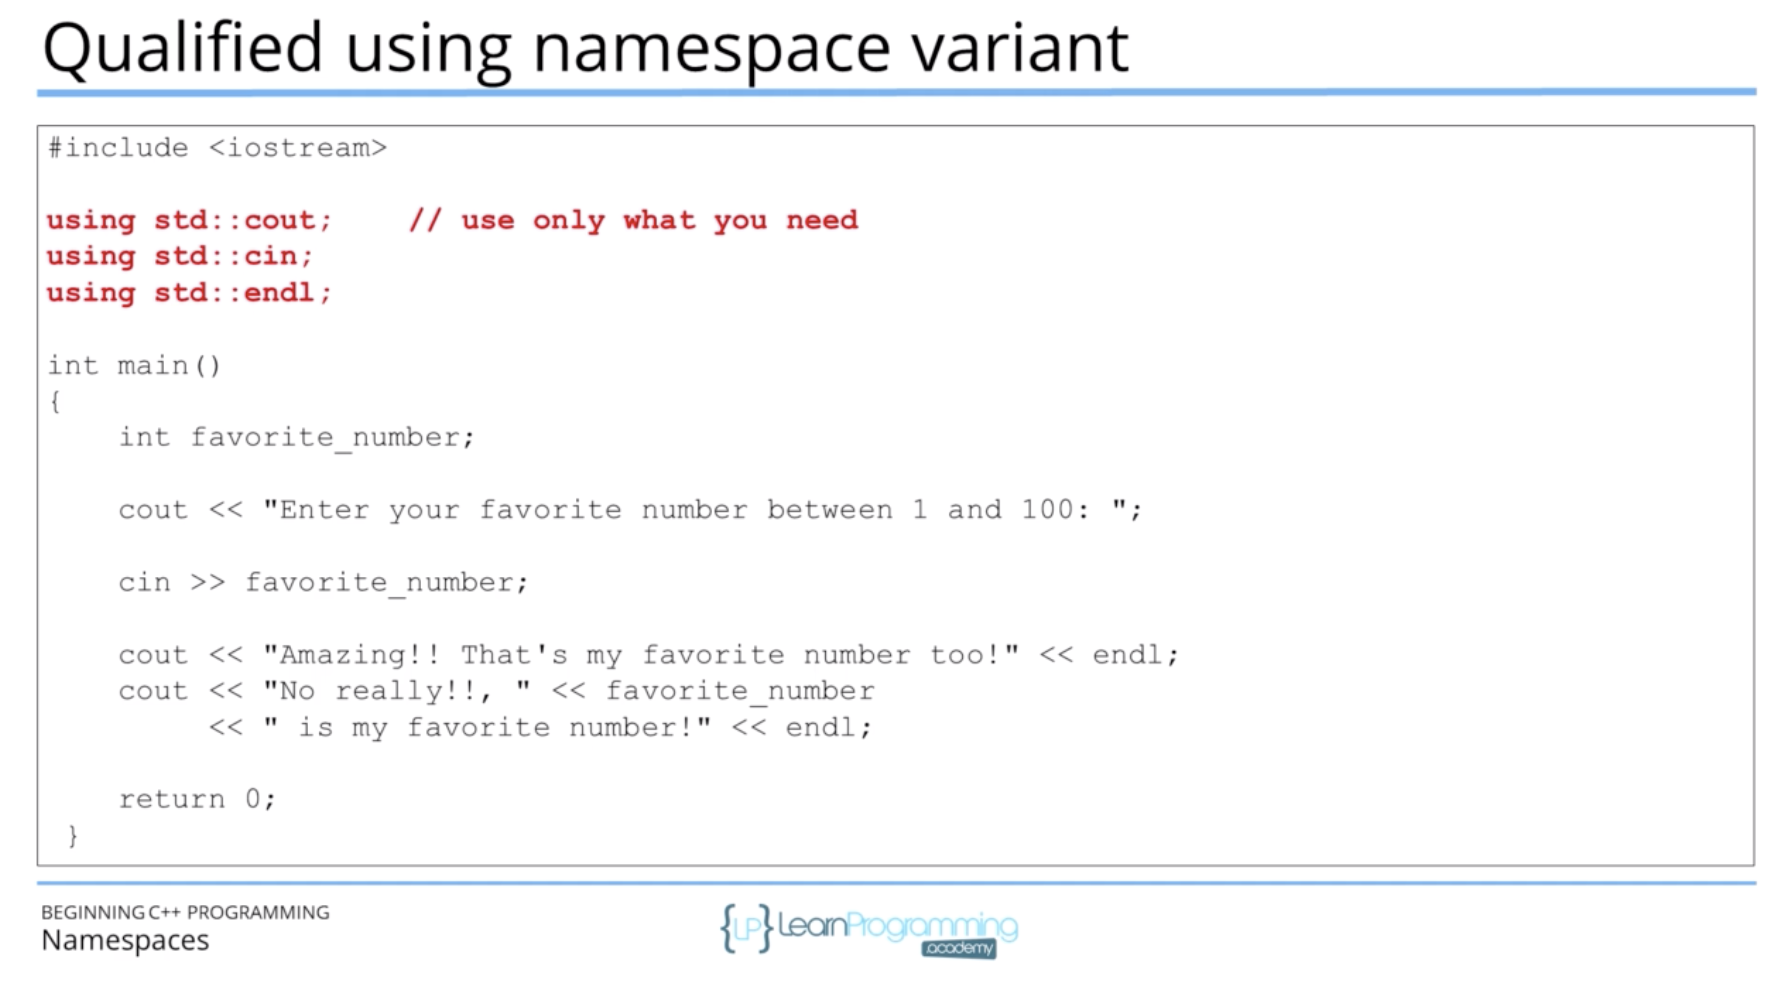 Qualified using namespace variant
#include <iostream>
using std::cout;    // use only what you need
using std::cin;
using std::endl;
int main()
{
    int favorite_number;
    cout << "Enter your favorite number between 1 and 100: ";
    cin >> favorite_number;
    cout << "Amazing!! That's my favorite number too!" << endl;
    cout << "No really!!, " << favorite_number
         << " is my favorite number!" << endl;
    return 0;
}
BEGINNING C++ PROGRAMMING
Namespaces
{LP} LearnProgramming
.academy